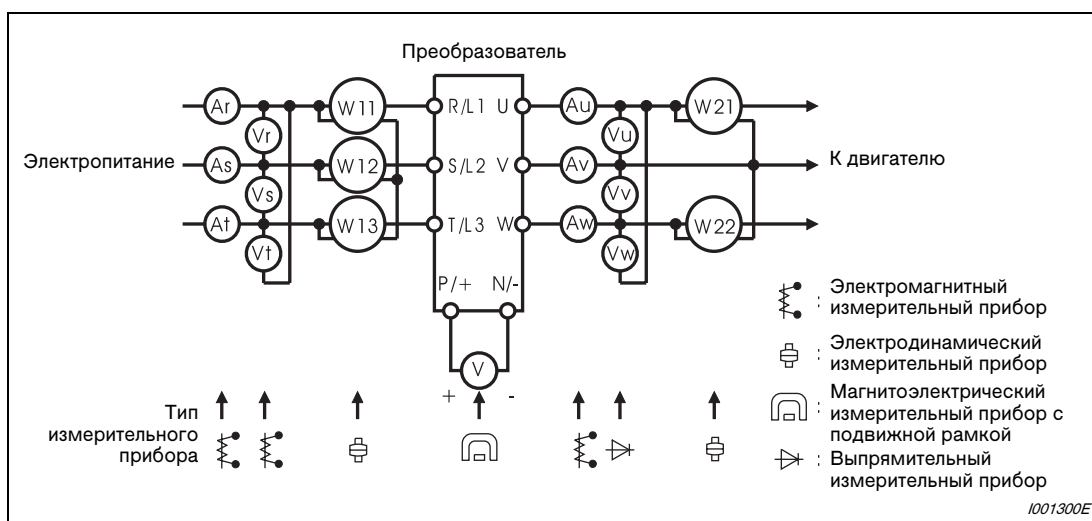 Преобразователь
Ar W11 R/L1 U Au W21
Vr Vu
Электропитание As W12 S/L2 V Av К двигателю
Vs Vv
At W13 T/L3 W Aw W22
Vt Vw
P/+ N/-
V
+ -
Тип
измерительного
прибора
: Электромагнитный
измерительный прибор
: Электродинамический
измерительный прибор
: Магнитоэлектрический
измерительный прибор с
подвижной рамкой
: Выпрямительный
измерительный прибор
I001300E